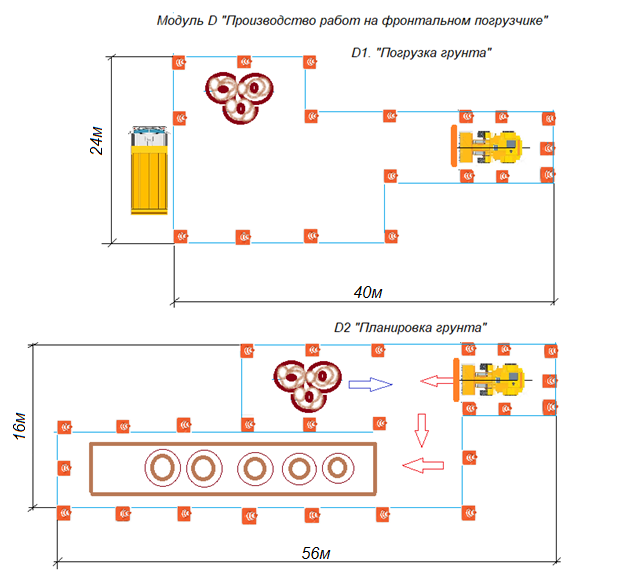 Модуль D "Производство работ на фронтальном погрузчике"
D1. "Погрузка грунта"
24м
40м
D2 "Планировка грунта"
16м
56м